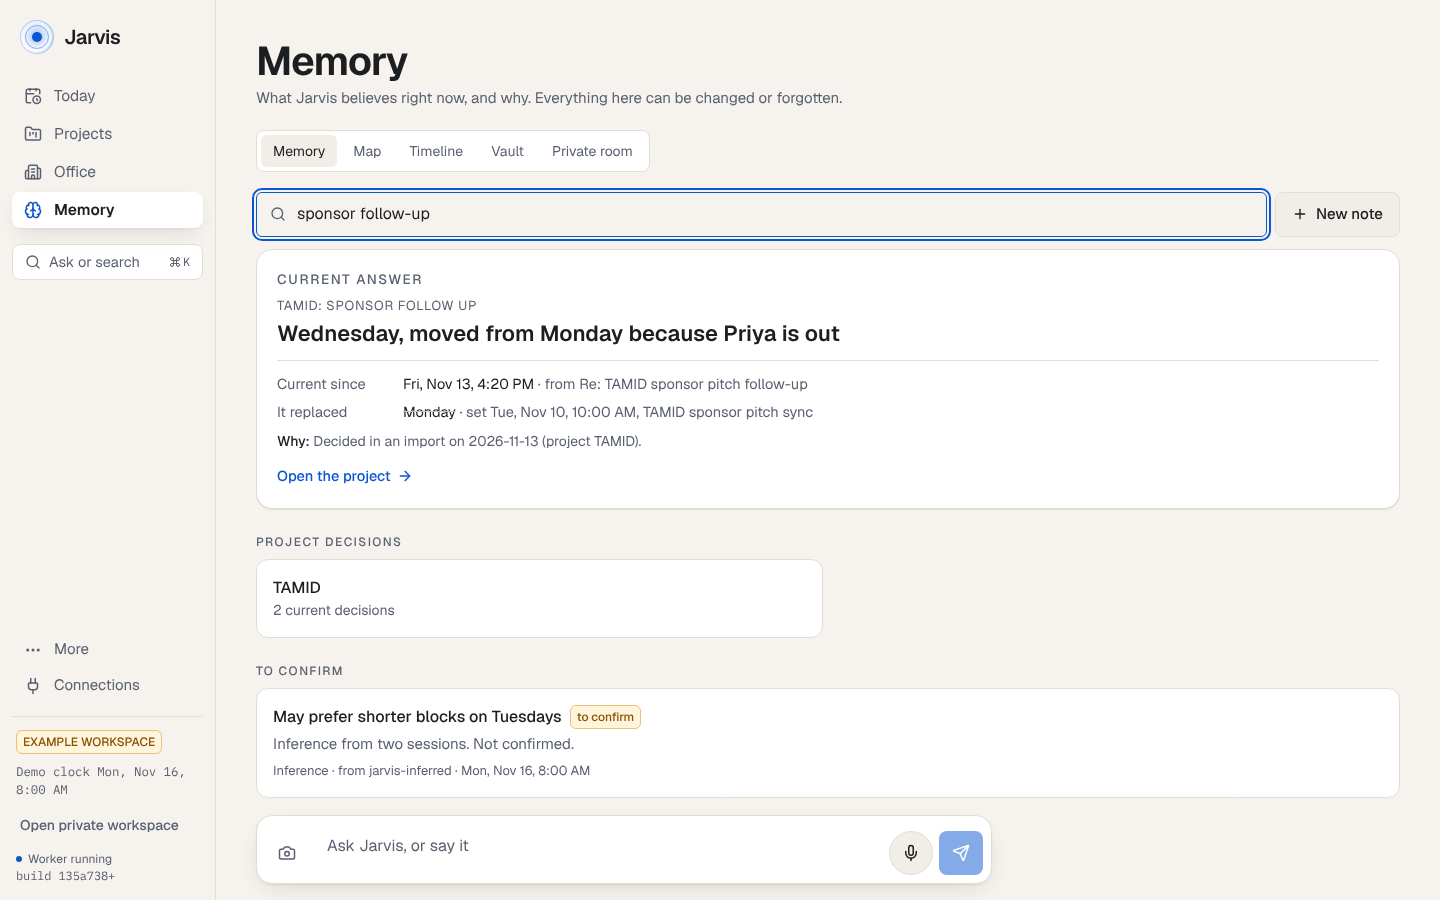 Jarvis
Today
Projects
Office
Memory
Ask or search ⌘ K
More
Connections
EXAMPLE WORKSPACE
Demo clock Mon, Nov 16,
8:00 AM
Open private workspace
Worker running
build 135a738+
Memory
What Jarvis believes right now, and why. Everything here can be changed or forgotten.
Memory Map Timeline Vault Private room
sponsor follow-up
New note
CURRENT ANSWER
TAMID: SPONSOR FOLLOW UP
Wednesday, moved from Monday because Priya is out
Current since Fri, Nov 13, 4:20 PM · from Re: TAMID sponsor pitch follow-up
It replaced Monday · set Tue, Nov 10, 10:00 AM, TAMID sponsor pitch sync
Why: Decided in an import on 2026-11-13 (project TAMID).
Open the project →
PROJECT DECISIONS
TAMID
2 current decisions
TO CONFIRM
May prefer shorter blocks on Tuesdays to confirm
Inference from two sessions. Not confirmed.
Inference · from jarvis-inferred · Mon, Nov 16, 8:00 AM
Ask Jarvis, or say it